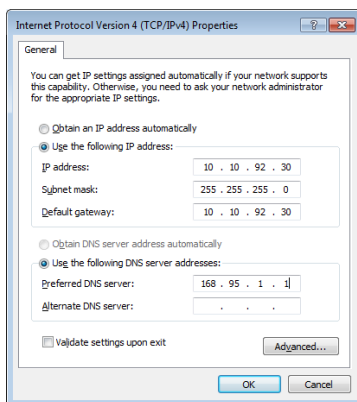 Internet Protocol Version 4 (TCP/IPv4) Properties
General
You can get IP settings assigned automatically if your network supports
this capability. Otherwise, you need to ask your network administrator
for the appropriate IP settings.
Obtain an IP address automatically
Use the following IP address:
IP address: 10 . 10 . 92 . 30
Subnet mask: 255 . 255 . 255 . 0
Default gateway: 10 . 10 . 92 . 30
Obtain DNS server address automatically
Use the following DNS server addresses:
Preferred DNS server: 168 . 95 . 1 . 1
Alternate DNS server: . . .
Validate settings upon exit
Advanced...
OK Cancel